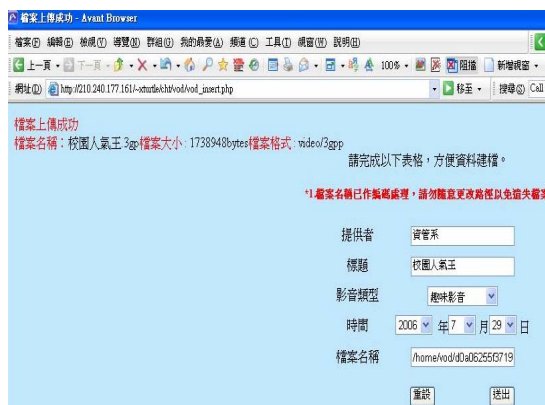 檔案上傳成功 - Avant Browser
檔案(F) 編輯(E) 檢視(V) 導覽(N) 群組(G) 我的最愛(A) 頻道(C) 工具(T) 視窗(W) 說明(H)
上一頁 下一頁 100% 阻擋 新增視窗
網址(D) http://210.240.177.161/~xturtle/cht/vod/vod_insert.php 移至 搜尋(S) Call
檔案上傳成功
檔案名稱：校園人氣王.3gp檔案大小 : 1738948bytes檔案格式 : video/3gpp
請完成以下表格，方便資料建檔。
*1.檔案名稱已作編碼處理，請勿隨意更改路徑以免遺失檔案
提供者 資管系
標題 校園人氣王
影音類型 趣味影音
時間 2006 年 7 月 29 日
檔案名稱 /home/vod/d0a06255f3719
重設 送出